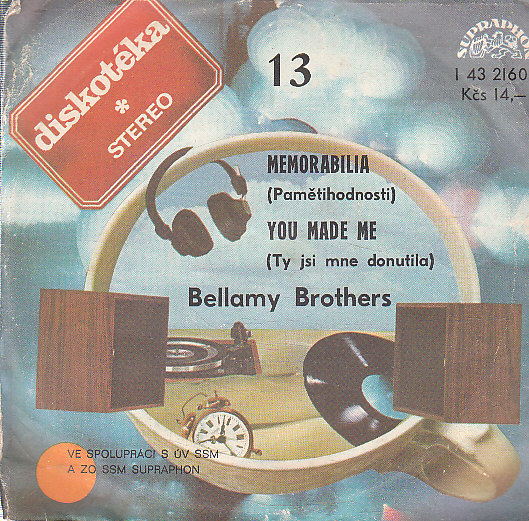 diskotéka
*
STEREO
13
SUPRAPHON
1 43 2160
Kčs 14,–
MEMORABILIA
(Pamětihodnosti)
YOU MADE ME
(Ty jsi mne donutila)
Bellamy Brothers
VE SPOLUPRÁCI S ÚV SSM
A ZO SSM SUPRAPHON